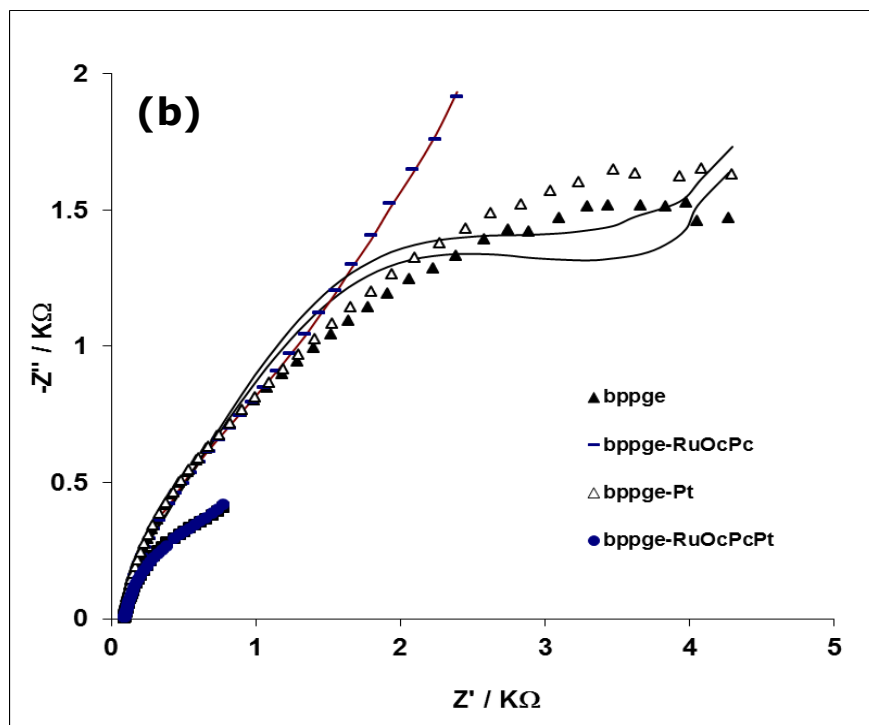 (b)
2
1.5
1
0.5
0
-Z" / KΩ
0 1 2 3 4 5
Z' / KΩ
bppge
bppge-RuOcPc
bppge-Pt
bppge-RuOcPcPt